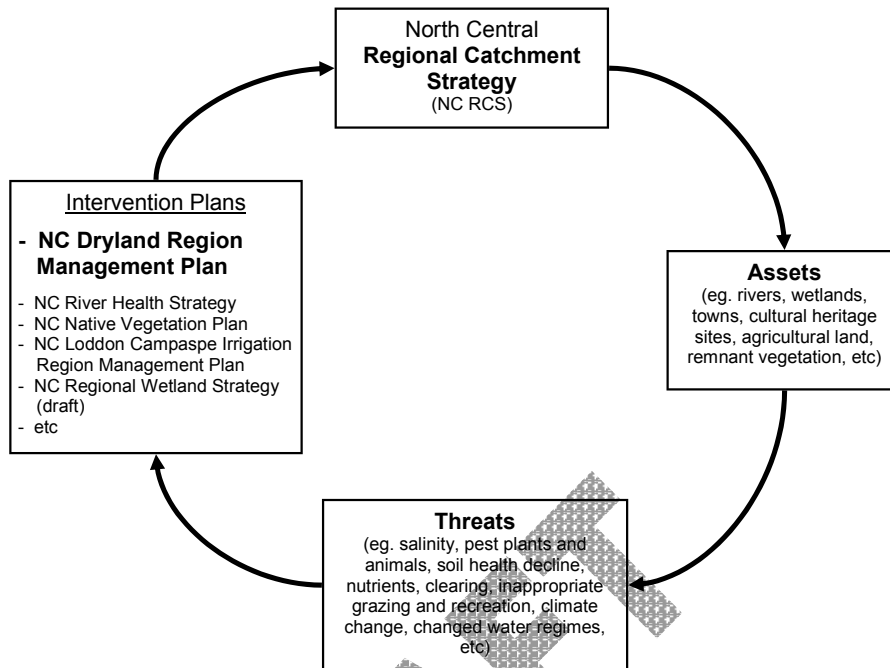 North Central
Regional Catchment
Strategy
(NC RCS)
Assets
(eg. rivers, wetlands,
towns, cultural heritage
sites, agricultural land,
remnant vegetation, etc)
Threats
(eg. salinity, pest plants and
animals, soil health decline,
nutrients, clearing, inappropriate
grazing and recreation, climate
change, changed water regimes,
etc)
Intervention Plans
- NC Dryland Region
Management Plan
- NC River Health Strategy
- NC Native Vegetation Plan
- NC Loddon Campaspe Irrigation
Region Management Plan
- NC Regional Wetland Strategy
(draft)
- etc